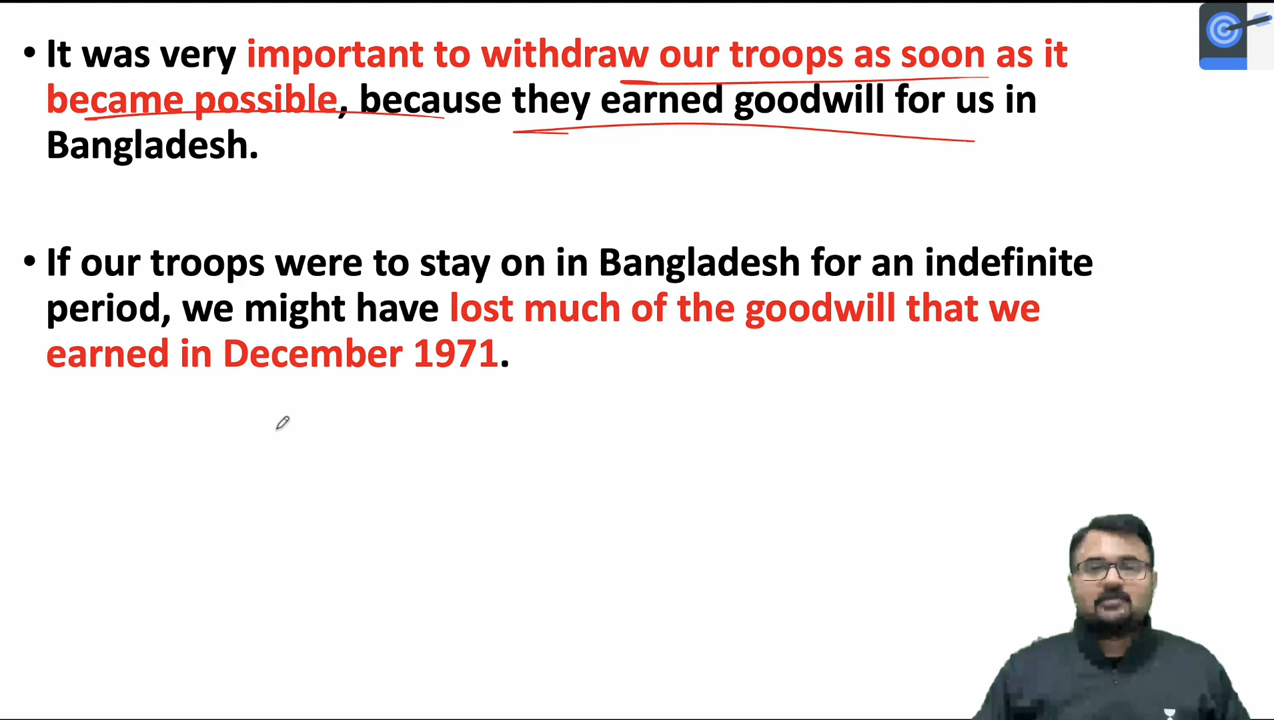 • It was very important to withdraw our troops as soon as it
became possible, because they earned goodwill for us in
Bangladesh.
• If our troops were to stay on in Bangladesh for an indefinite
period, we might have lost much of the goodwill that we
earned in December 1971.